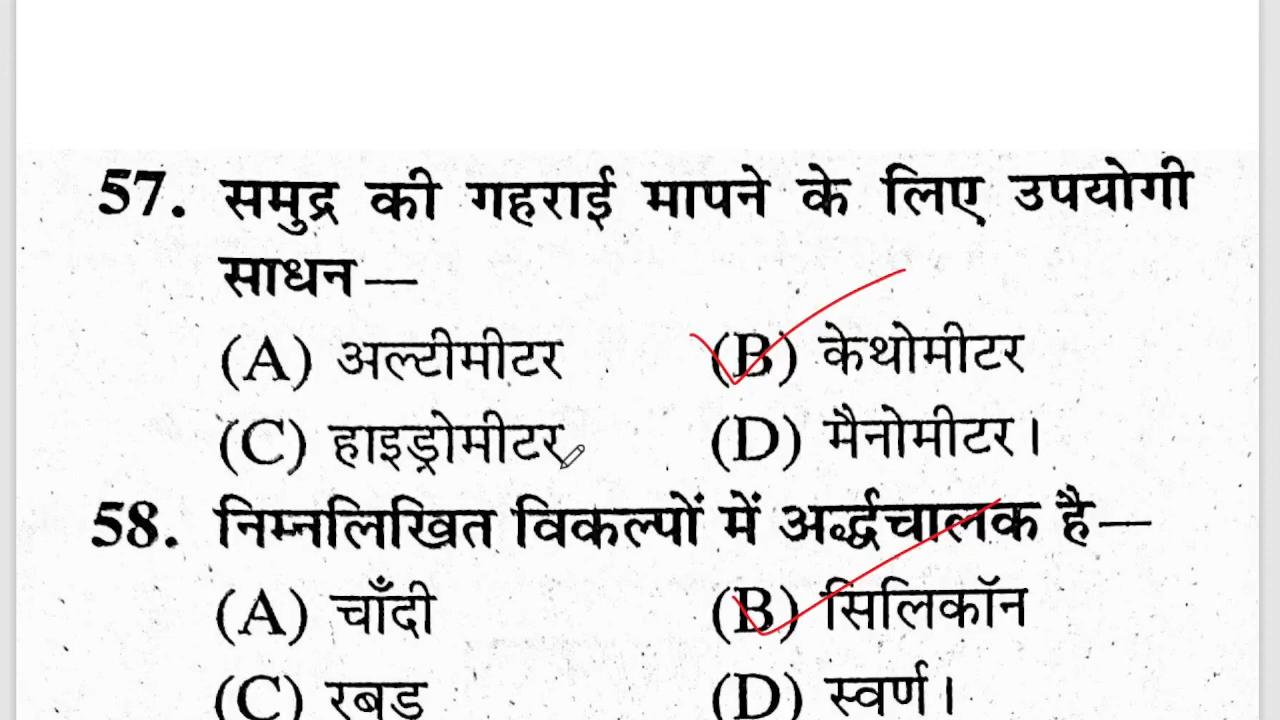 57. समुद्र की गहराई मापने के लिए उपयोगी
साधन—
(A) अल्टीमीटर (B) केथोमीटर
(C) हाइड्रोमीटर (D) मैनोमीटर।
58. निम्नलिखित विकल्पों में अर्द्धचालक है—
(A) चाँदी (B) सिलिकॉन
(C) रबड़ (D) स्वर्ण।